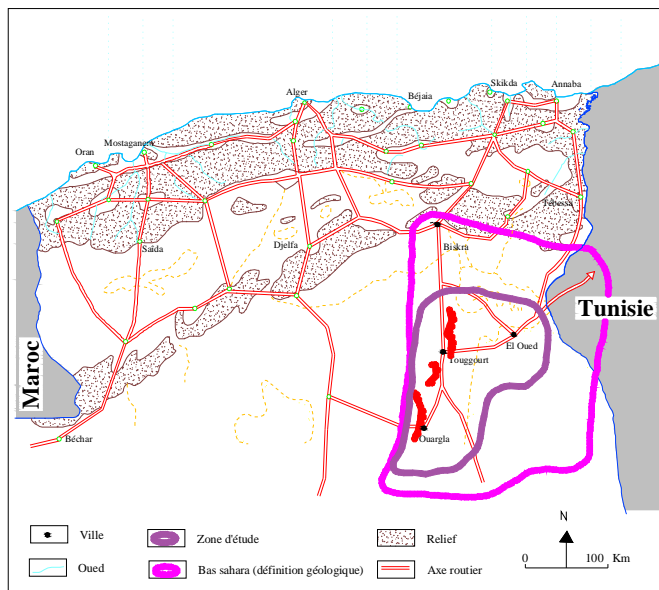 Skikda
Annaba
Alger
Béjaia
Mostaganem
Oran
Tébessa
Saïda
Djelfa
Biskra
Tunisie
El Oued
Touggourt
Maroc
Béchar
Ouargla
N
Ville
Zone d'étude
Relief
Oued
Bas sahara (définition géologique)
Axe routier
0
100
Km